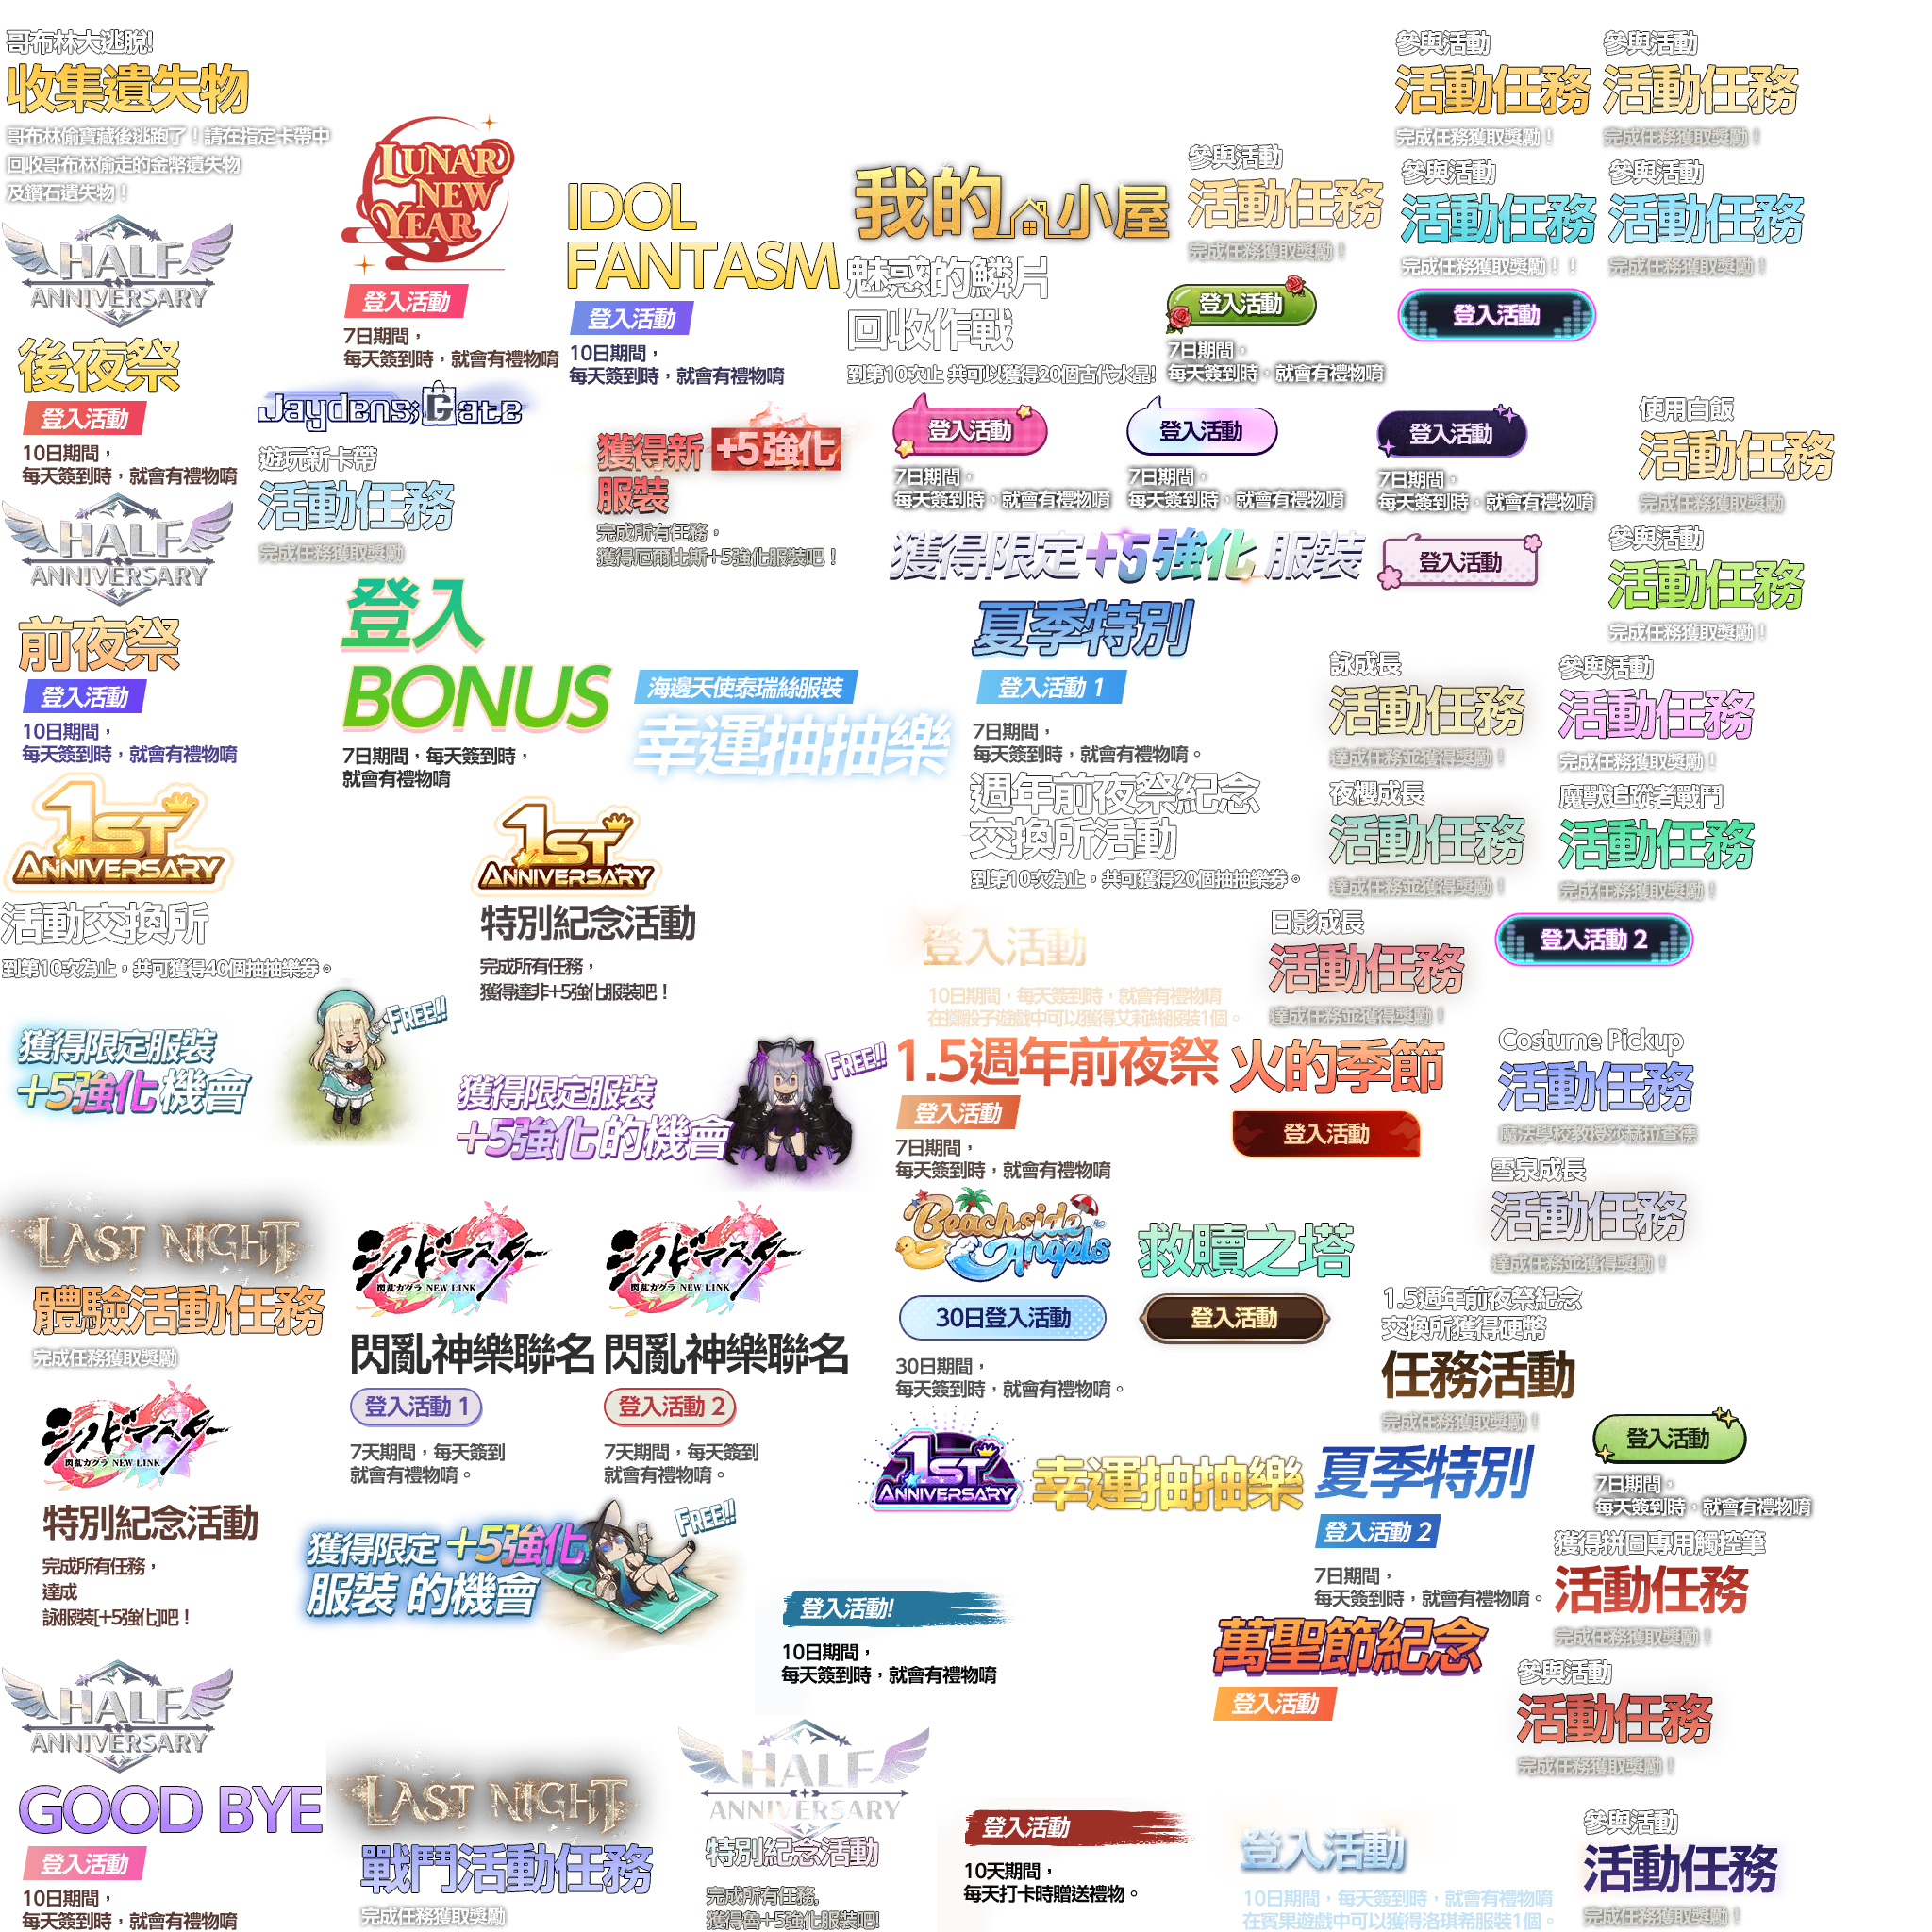 哥布林大逃脫!
收集遺失物
哥布林偷寶藏後逃跑了！請在指定卡帶中
回收哥布林偷走的金幣遺失物
及鑽石遺失物！
HALF
ANNIVERSARY
後夜祭
登入活動
10日期間，
每天簽到時，就會有禮物唷
HALF
ANNIVERSARY
前夜祭
登入活動
10日期間，
每天簽到時，就會有禮物唷
1ST
ANNIVERSARY
活動交換所
到第10次為止，共可獲得40個抽抽樂券。
獲得限定服裝
+5強化 機會
FREE!!
LAST NIGHT
體驗活動任務
完成任務獲取獎勵
シノビマスター
閃乱カグラ NEW LINK
特別紀念活動
完成所有任務，
達成
詠服裝[+5強化]吧！
HALF
ANNIVERSARY
GOOD BYE
登入活動
10日期間，
每天簽到時，就會有禮物唷
LUNAR
NEW
YEAR
登入活動
7日期間，
每天簽到時，就會有禮物唷
IDOL
FANTASM
登入活動
10日期間，
每天簽到時，就會有禮物唷
Jaydens;Gate
遊玩新卡帶
活動任務
完成任務獲取獎勵
獲得新 +5強化
服裝
完成所有任務，
獲得厄爾比斯+5強化服裝吧！
登入
BONUS
7日期間，每天簽到時，
就會有禮物唷
海邊天使泰瑞絲服裝
幸運抽抽樂
1ST
ANNIVERSARY
特別紀念活動
完成所有任務，
獲得達非+5強化服裝吧！
獲得限定服裝
+5強化 的機會
FREE!!
シノビマスター
閃乱カグラ NEW LINK
閃亂神樂聯名
登入活動 1
7天期間，每天簽到
就會有禮物唷。
シノビマスター
閃乱カグラ NEW LINK
閃亂神樂聯名
登入活動 2
7天期間，每天簽到
就會有禮物唷。
獲得限定 +5強化
服裝 的機會
FREE!!
登入活動!
10日期間，
每天簽到時，就會有禮物唷
LAST NIGHT
戰鬥活動任務
完成任務獲取獎勵
HALF
ANNIVERSARY
特別紀念活動
完成所有任務,
獲得魯+5強化服裝吧!
登入活動
10天期間，
每天打卡時贈送禮物。
我的小屋
魅惑的鱗片
回收作戰
到第10次止 共可以獲得20個古代水晶!
參與活動
活動任務
完成任務獲取獎勵！
登入活動
7日期間，
每天簽到時，就會有禮物唷
參與活動
活動任務
完成任務獲取獎勵！
參與活動
活動任務
完成任務獲取獎勵！
參與活動
活動任務
完成任務獲取獎勵！！
參與活動
活動任務
完成任務獲取獎勵！
登入活動
登入活動
7日期間，
每天簽到時，就會有禮物唷
登入活動
7日期間，
每天簽到時，就會有禮物唷
登入活動
7日期間，
每天簽到時，就會有禮物唷
使用白飯
活動任務
完成任務獲取獎勵
獲得限定+5強化 服裝
登入活動
參與活動
活動任務
完成任務獲取獎勵！
夏季特別
登入活動 1
7日期間，
每天簽到時，就會有禮物唷。
週年前夜祭紀念
交換所活動
到第10次為止，共可獲得20個抽抽樂券。
詠成長
活動任務
達成任務並獲得獎勵！
參與活動
活動任務
完成任務獲取獎勵！
夜櫻成長
活動任務
達成任務並獲得獎勵！
魔獸追蹤者戰鬥
活動任務
完成任務獲取獎勵！
登入活動
10日期間，每天簽到時，就會有禮物唷
在擲骰子遊戲中可以獲得艾莉絲服裝1個。
日影成長
活動任務
達成任務並獲得獎勵！
登入活動 2
1.5週年前夜祭
登入活動
7日期間，
每天簽到時，就會有禮物唷
火的季節
登入活動
Costume Pickup
活動任務
魔法學校教授莎赫拉查德
雪泉成長
活動任務
達成任務並獲得獎勵！
Beachside
Angels
30日登入活動
30日期間，
每天簽到時，就會有禮物唷。
救贖之塔
登入活動
1.5週年前夜祭紀念
交換所獲得硬幣
任務活動
完成任務獲取獎勵！
1ST
ANNIVERSARY
幸運抽抽樂
夏季特別
登入活動 2
7日期間，
每天簽到時，就會有禮物唷。
登入活動
7日期間，
每天簽到時，就會有禮物唷
獲得拼圖專用觸控筆
活動任務
完成任務獲取獎勵！
萬聖節紀念
登入活動
參與活動
活動任務
完成任務獲取獎勵！
登入活動
10日期間，每天簽到時，就會有禮物唷
在賓果遊戲中可以獲得洛琪希服裝1個。
參與活動
活動任務
完成任務獲取獎勵！